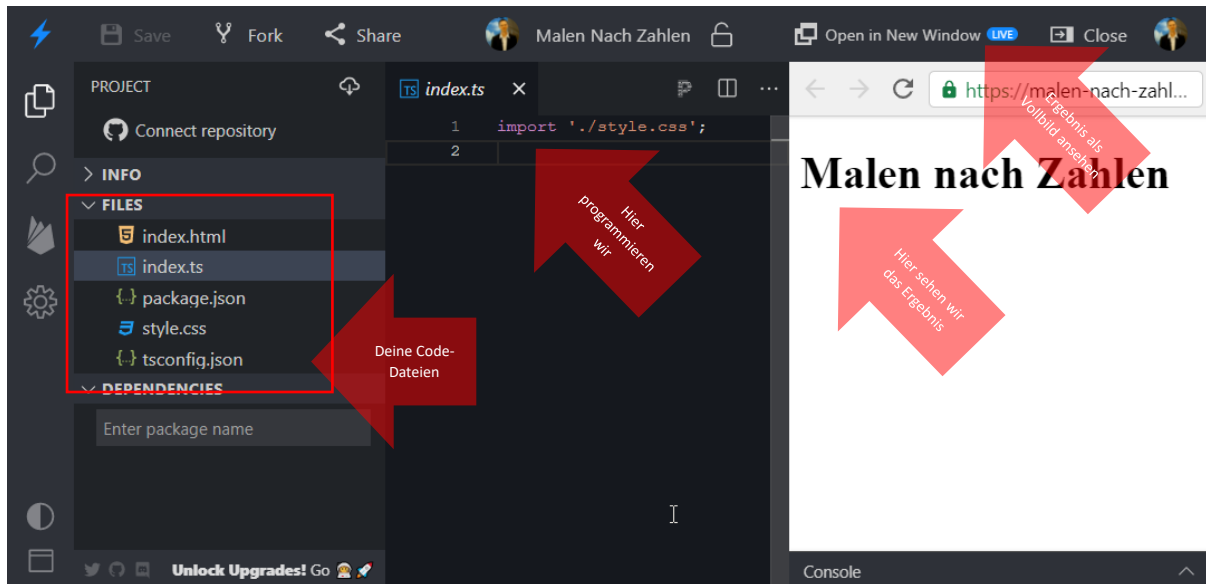 Save Fork Share Malen Nach Zahlen Open in New Window LIVE Close
PROJECT
Connect repository
INFO
FILES
index.html
TS index.ts
package.json
style.css
tsconfig.json
DEPENDENCIES
Enter package name
Unlock Upgrades! Go
TS index.ts
1 import './style.css';
2
Hier
programmieren
wir
Deine Code-
Dateien
https://malen-nach-zahl...
Ergebnis als
Vollbild ansehen
Malen nach Zahlen
Hier sehen wir
das Ergebnis
Console